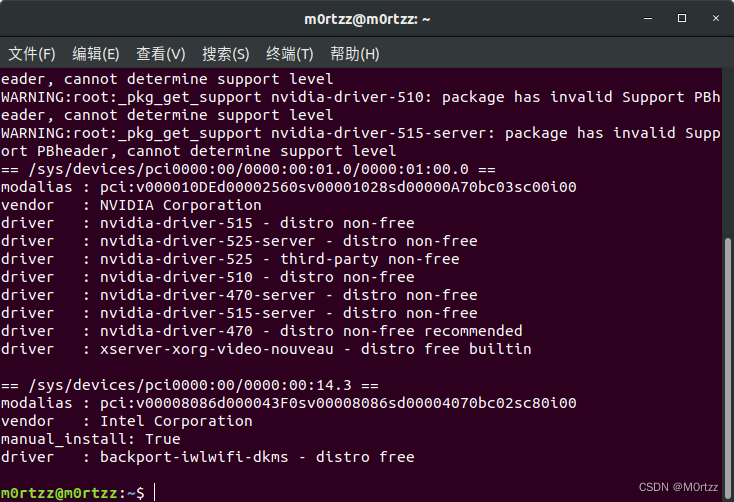 m0rtzz@m0rtzz: ~
文件(F) 编辑(E) 查看(V) 搜索(S) 终端(T) 帮助(H)
eader, cannot determine support level
WARNING:root:_pkg_get_support nvidia-driver-510: package has invalid Support PBh
eader, cannot determine support level
WARNING:root:_pkg_get_support nvidia-driver-515-server: package has invalid Supp
ort PBheader, cannot determine support level
== /sys/devices/pci0000:00/0000:00:01.0/0000:01:00.0 ==
modalias : pci:v000010DEd00002560sv00001028sd00000A70bc03sc00i00
vendor   : NVIDIA Corporation
driver   : nvidia-driver-515 - distro non-free
driver   : nvidia-driver-525-server - distro non-free
driver   : nvidia-driver-525 - third-party non-free
driver   : nvidia-driver-510 - distro non-free
driver   : nvidia-driver-470-server - distro non-free
driver   : nvidia-driver-515-server - distro non-free
driver   : nvidia-driver-470 - distro non-free recommended
driver   : xserver-xorg-video-nouveau - distro free builtin
== /sys/devices/pci0000:00/0000:00:14.3 ==
modalias : pci:v00008086d000043F0sv00008086sd00004070bc02sc80i00
vendor   : Intel Corporation
manual_install: True
driver   : backport-iwlwifi-dkms - distro free
m0rtzz@m0rtzz:~$
CSDN @M0rtzz